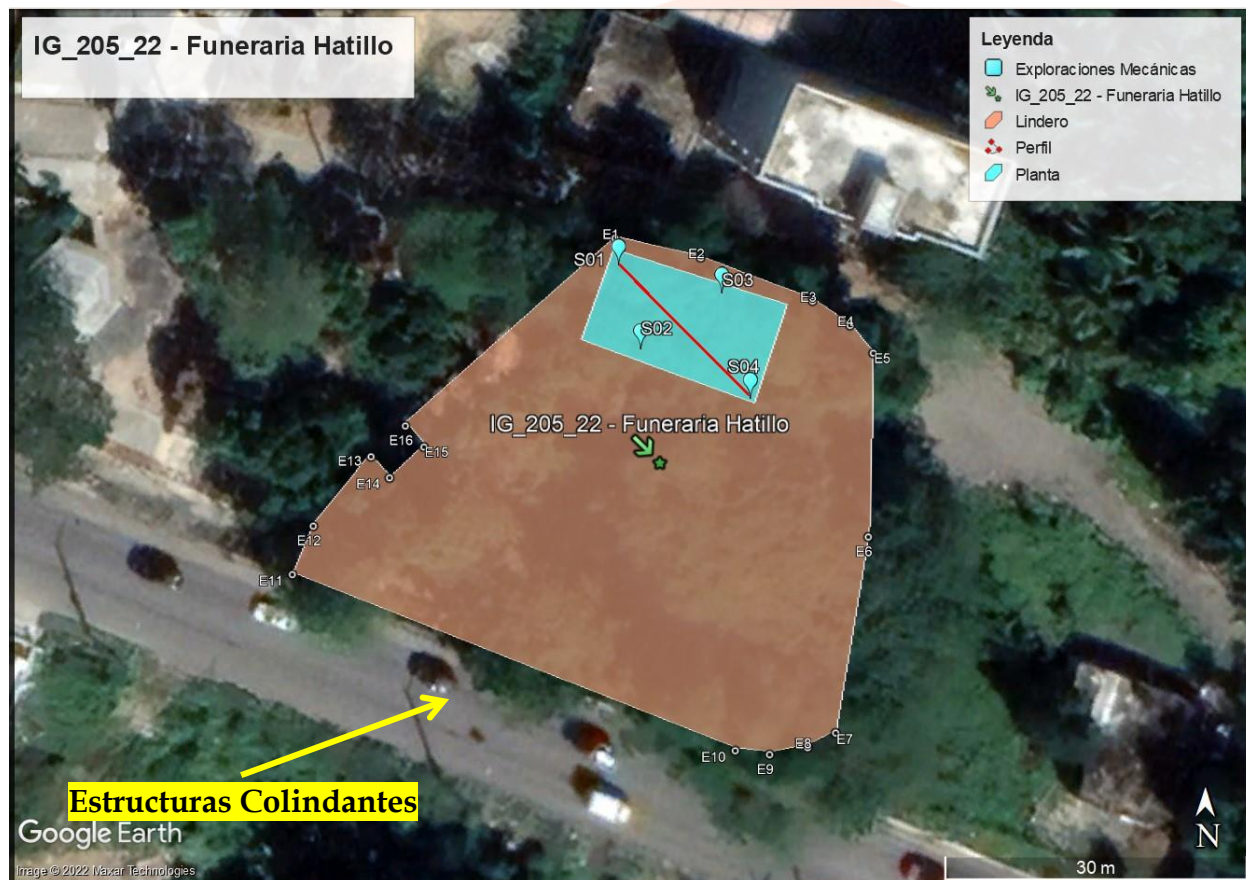 IG_205_22 - Funeraria Hatillo
Leyenda
Exploraciones Mecánicas
IG_205_22 - Funeraria Hatillo
Lindero
Perfil
Planta
E1
S01
E2
S03
E3
E4
E5
S02
S04
IG_205_22 - Funeraria Hatillo
E16
E15
E13
E14
E12
E11
E6
E7
E8
E10
E9
Estructuras Colindantes
Google Earth
N
Image © 2022 Maxar Technologies
30 m